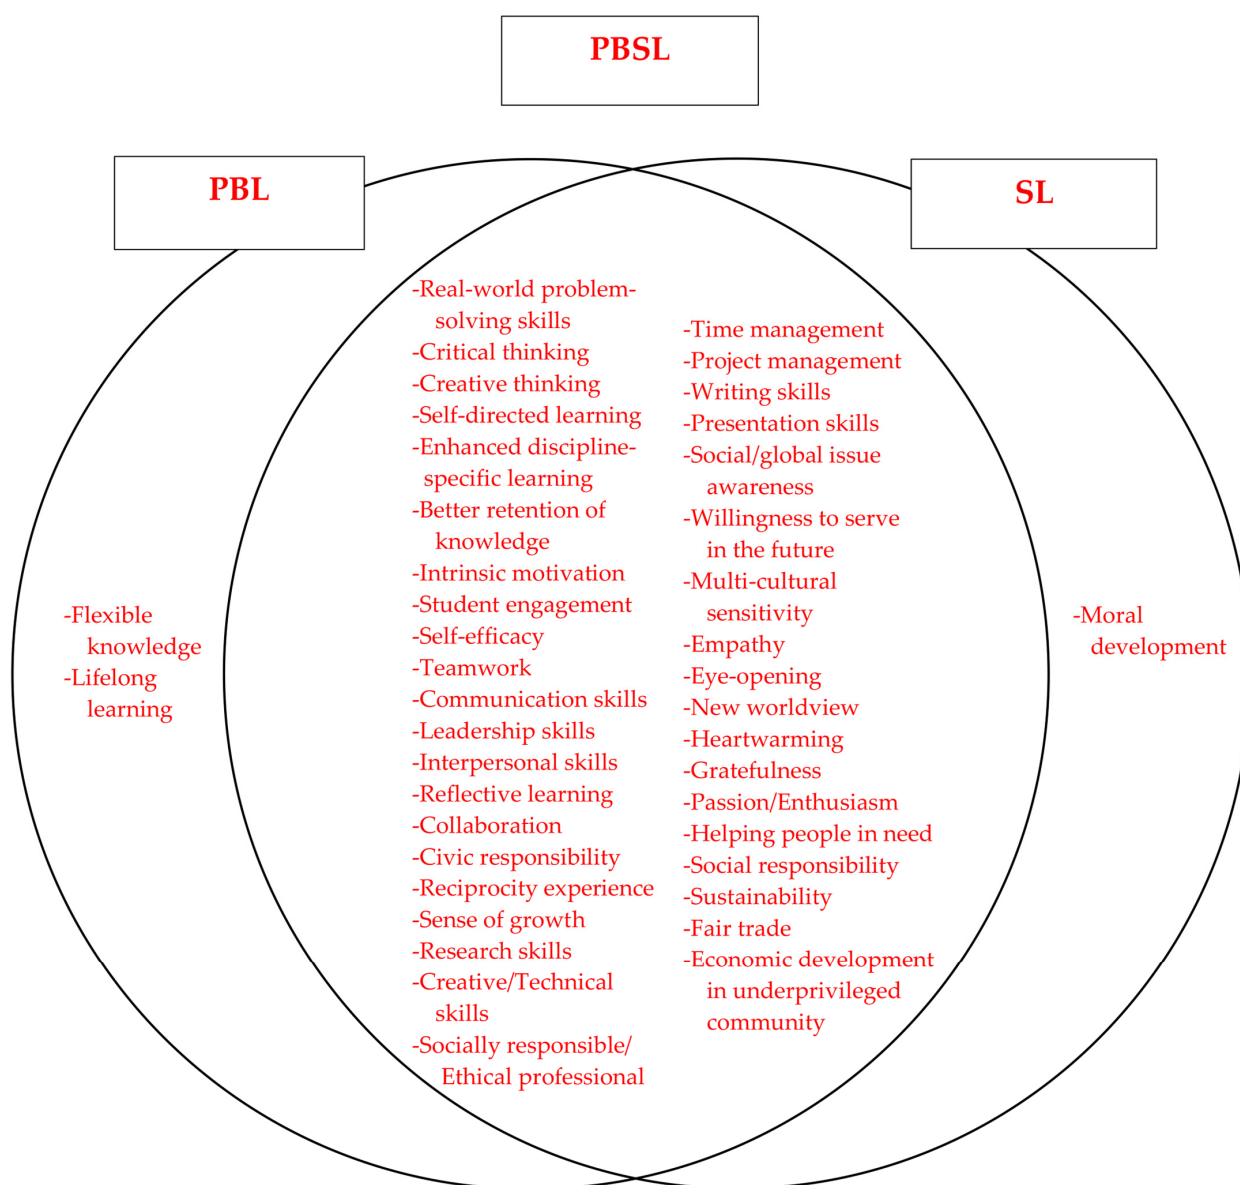 PBSL
PBL
SL
-Flexible
knowledge
-Lifelong
learning
-Real-world problem-
solving skills
-Critical thinking
-Creative thinking
-Self-directed learning
-Enhanced discipline-
specific learning
-Better retention of
knowledge
-Intrinsic motivation
-Student engagement
-Self-efficacy
-Teamwork
-Communication skills
-Leadership skills
-Interpersonal skills
-Reflective learning
-Collaboration
-Civic responsibility
-Reciprocity experience
-Sense of growth
-Research skills
-Creative/Technical
skills
-Socially responsible/
Ethical professional
-Time management
-Project management
-Writing skills
-Presentation skills
-Social/global issue
awareness
-Willingness to serve
in the future
-Multi-cultural
sensitivity
-Empathy
-Eye-opening
-New worldview
-Heartwarming
-Gratefulness
-Passion/Enthusiasm
-Helping people in need
-Social responsibility
-Sustainability
-Fair trade
-Economic development
in underprivileged
community
-Moral
development